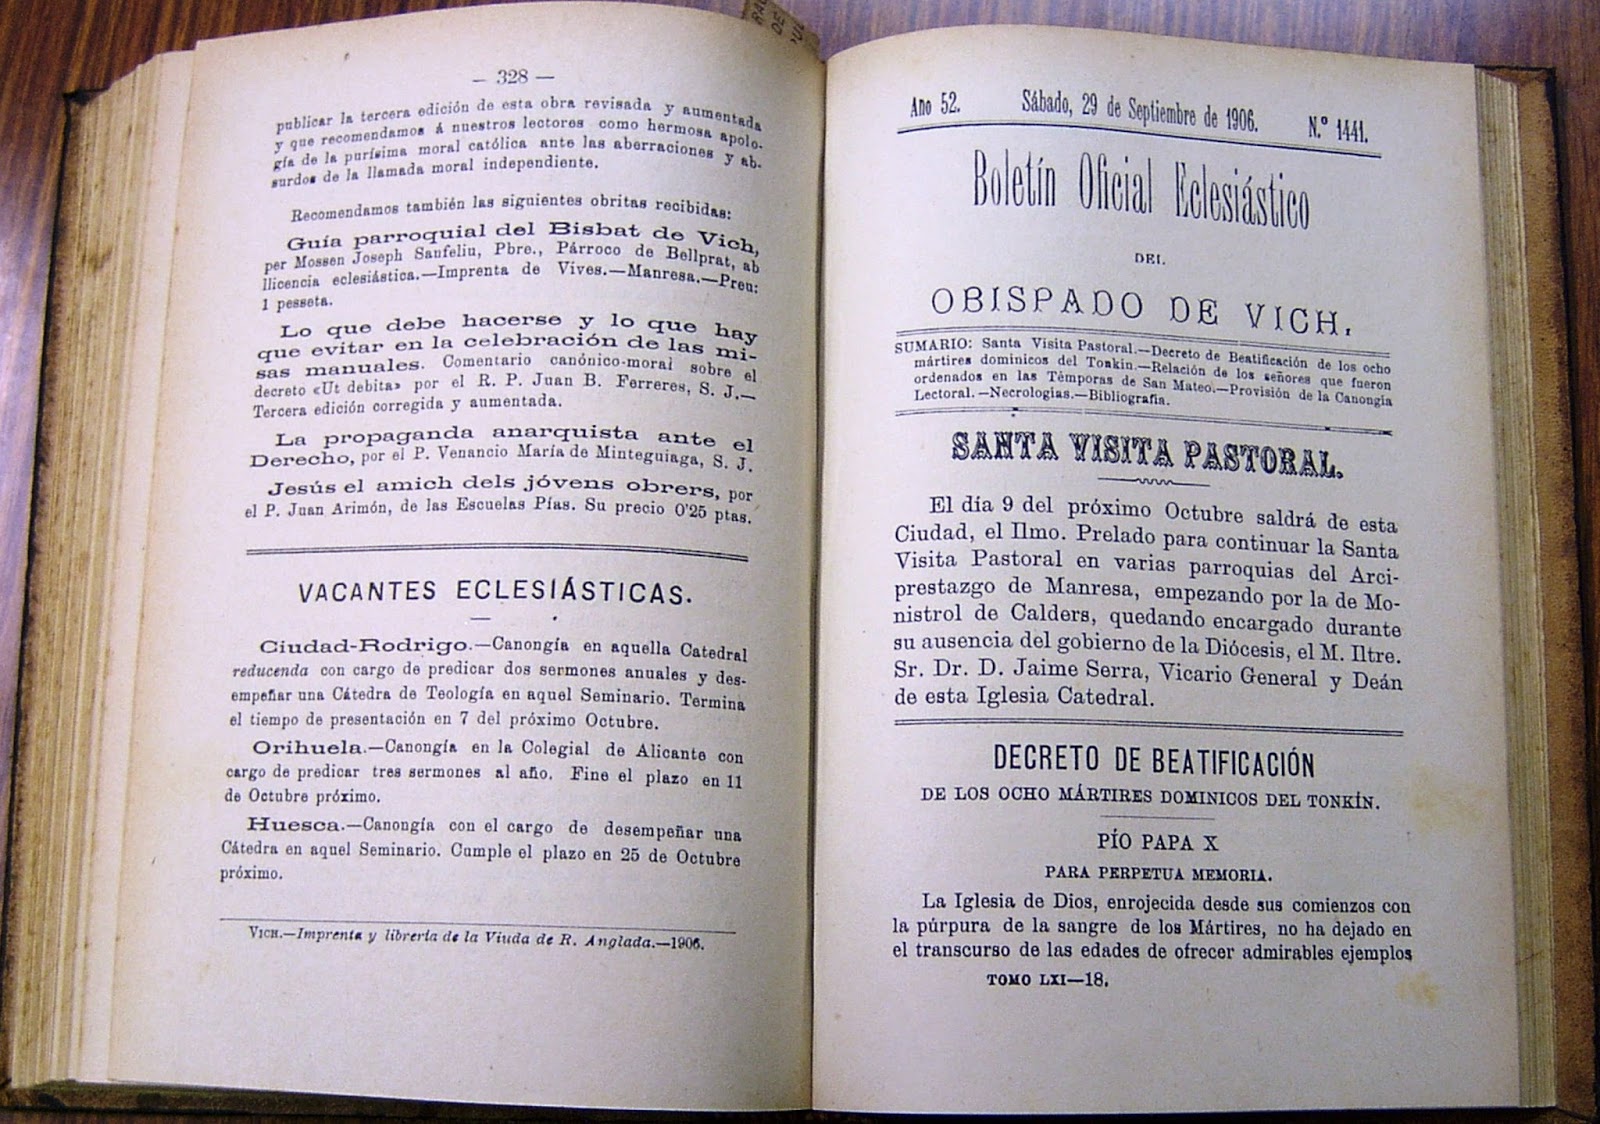 — 328 —
publicar la tercera edición de esta obra revisada y aumentada
y que recomendamos á nuestros lectores como hermosa apolo-
gía de la purísima moral católica ante las aberraciones y ab-
surdos de la llamada moral independiente.
Recomendamos también las siguientes obritas recibidas:
Guía parroquial del Bisbat de Vich,
per Mossen Joseph Sanfeliu, Pbre., Párroco de Bellprat, ab
llicencia eclesiástica.—Imprenta de Vives.—Manresa.—Preu:
1 pesseta.
Lo que debe hacerse y lo que hay
que evitar en la celebración de las mi-
sas manuales. Comentario canónico-moral sobre el
decreto «Ut debita» por el R. P. Juan B. Ferreres, S. J.—
Tercera edición corregida y aumentada.
La propaganda anarquista ante el
Derecho, por el P. Venancio María de Minteguiaga, S. J.
Jesús el amich dels jóvens obrers, por
el P. Juan Arimón, de las Escuelas Pías. Su precio 0'25 ptas.
VACANTES ECLESIÁSTICAS.
Ciudad-Rodrigo.—Canongía en aquella Catedral
reducenda con cargo de predicar dos sermones anuales y des-
empeñar una Cátedra de Teología en aquel Seminario. Termina
el tiempo de presentación en 7 del próximo Octubre.
Orihuela.—Canongía en la Colegial de Alicante con
cargo de predicar tres sermones al año. Fine el plazo en 11
de Octubre próximo.
Huesca.—Canongía con el cargo de desempeñar una
Cátedra en aquel Seminario. Cumple el plazo en 25 de Octubre
próximo.
VICH.—Imprenta y librería de la Viuda de R. Anglada.—1906.
Año 52. Sábado, 29 de Septiembre de 1906. N.º 1441.
Boletín Oficial Eclesiástico
DEL
OBISPADO DE VICH.
SUMARIO: Santa Visita Pastoral.—Decreto de Beatificación de los ocho
mártires dominicos del Tonkin.—Relación de los señores que fueron
ordenados en las Témporas de San Mateo.—Provisión de la Canongía
Lectoral.—Necrologias.—Bibliografía.
SANTA VISITA PASTORAL.
El día 9 del próximo Octubre saldrá de esta
Ciudad, el Ilmo. Prelado para continuar la Santa
Visita Pastoral en varias parroquias del Arci-
prestazgo de Manresa, empezando por la de Mo-
nistrol de Calders, quedando encargado durante
su ausencia del gobierno de la Diócesis, el M. Iltre.
Sr. Dr. D. Jaime Serra, Vicario General y Deán
de esta Iglesia Catedral.
DECRETO DE BEATIFICACIÓN
DE LOS OCHO MÁRTIRES DOMINICOS DEL TONKÍN.
PÍO PAPA X
PARA PERPETUA MEMORIA.
La Iglesia de Dios, enrojecida desde sus comienzos con
la púrpura de la sangre de los Mártires, no ha dejado en
el transcurso de las edades de ofrecer admirables ejemplos
TOMO LXI—18.